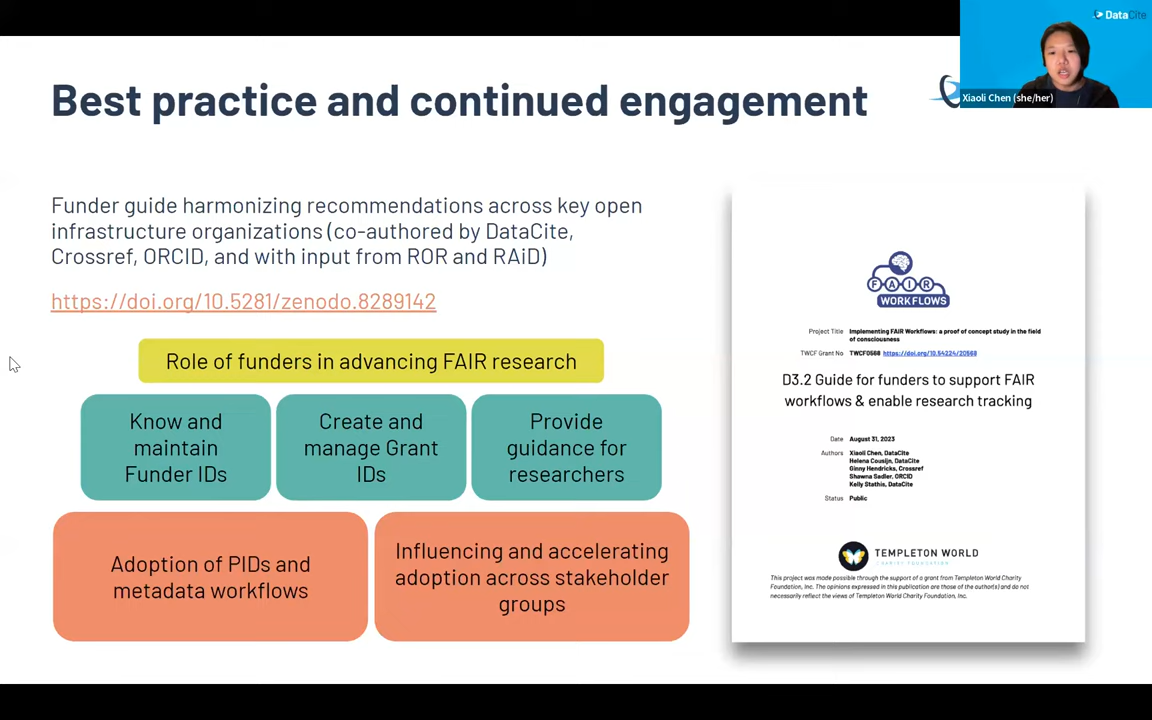 DataCite
Xiaoli Chen (she/her)
Best practice and continued engagement
Funder guide harmonizing recommendations across key open
infrastructure organizations (co-authored by DataCite,
Crossref, ORCID, and with input from ROR and RAiD)
https://doi.org/10.5281/zenodo.8289142
Role of funders in advancing FAIR research
Know and
maintain
Funder IDs
Create and
manage Grant
IDs
Provide
guidance for
researchers
Adoption of PIDs and
metadata workflows
Influencing and accelerating
adoption across stakeholder
groups
FAIR
WORKFLOWS
Project Title Implementing FAIR Workflows: a proof of concept study in the field
of consciousness
TWCF Grant No TWCF0568 https://doi.org/10.54224/20568
D3.2 Guide for funders to support FAIR
workflows & enable research tracking
Date August 31, 2023
Authors Xiaoli Chen, DataCite
Helena Cousijn, DataCite
Ginny Hendricks, Crossref
Shawna Sadler, ORCID
Kelly Stathis, DataCite
Status Public
TEMPLETON WORLD
CHARITY FOUNDATION
This project was made possible through the support of a grant from Templeton World Charity
Foundation, Inc. The opinions expressed in this publication are those of the author(s) and do not
necessarily reflect the views of Templeton World Charity Foundation, Inc.